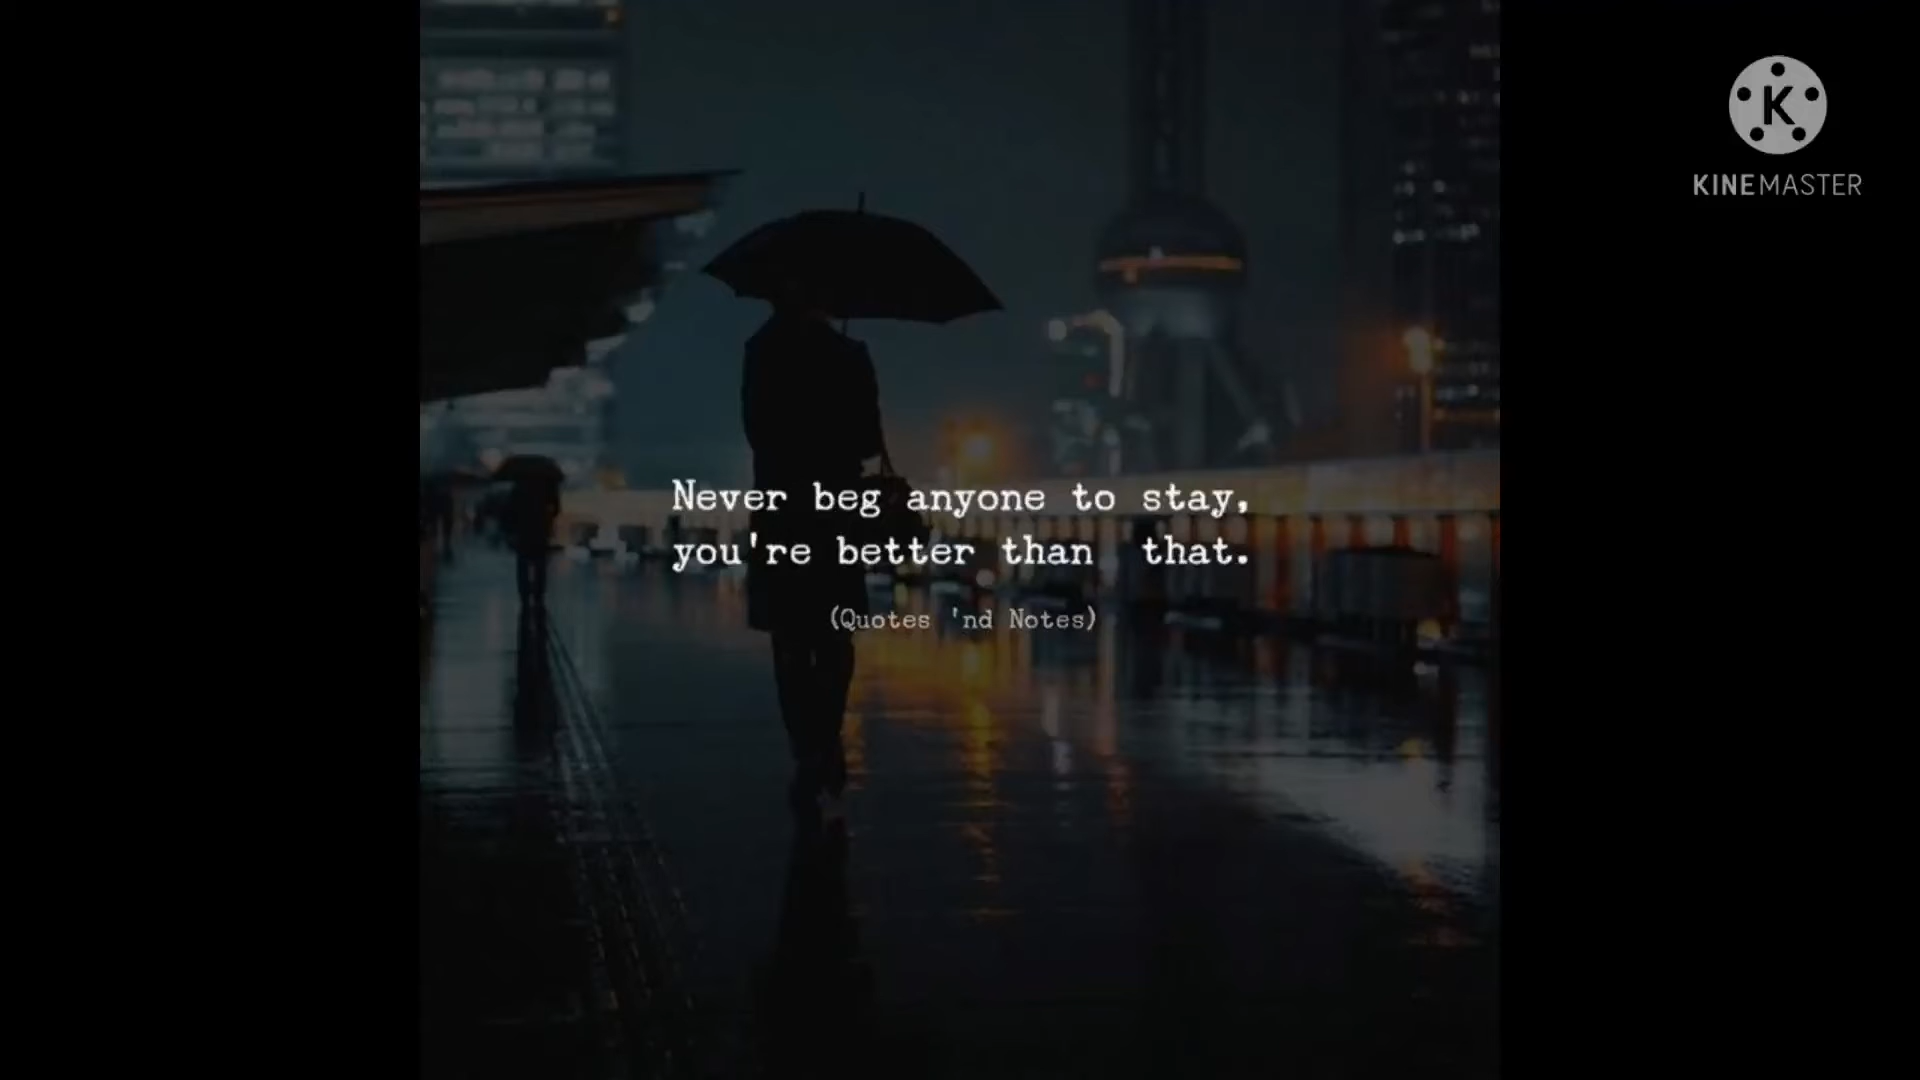 K
KINEMASTER
Never beg anyone to stay,
you're better than that.
(Quotes 'nd Notes)